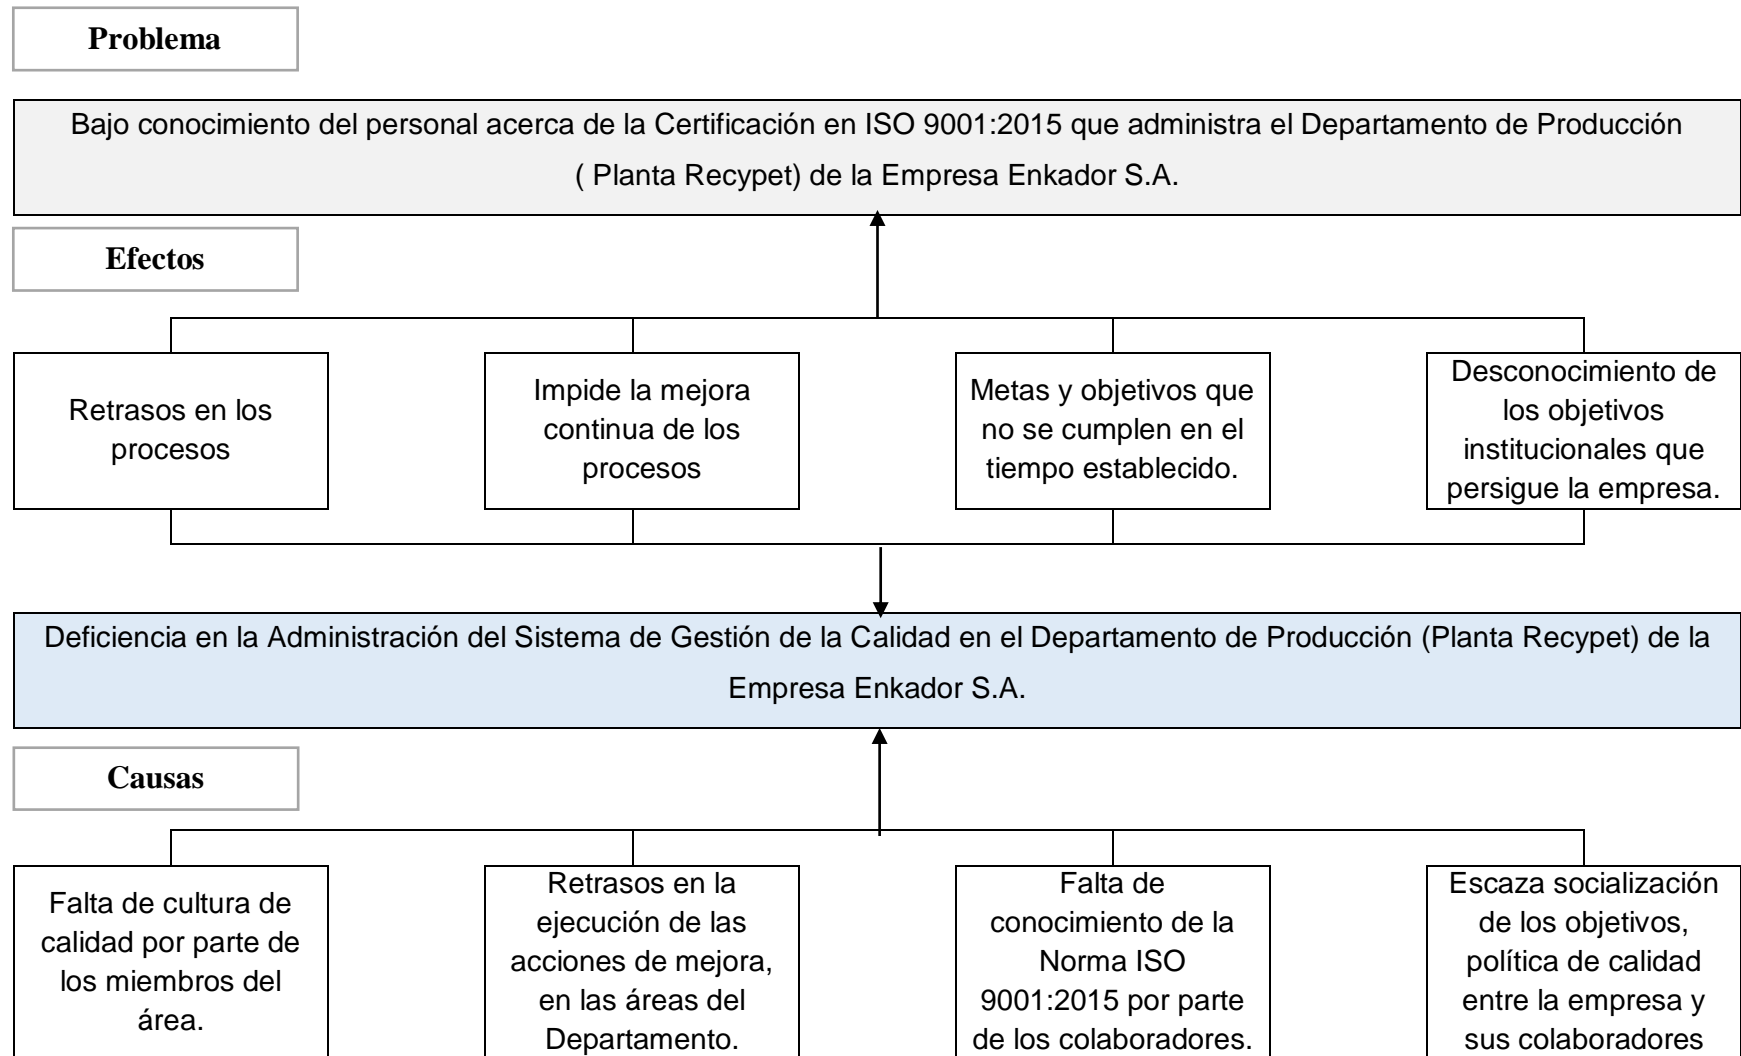 Problema
Bajo conocimiento del personal acerca de la Certificación en ISO 9001:2015 que administra el Departamento de Producción
( Planta Recypet) de la Empresa Enkador S.A.
Efectos
Retrasos en los
procesos
Impide la mejora
continua de los
procesos
Metas y objetivos que
no se cumplen en el
tiempo establecido.
Desconocimiento de
los objetivos
institucionales que
persigue la empresa.
Deficiencia en la Administración del Sistema de Gestión de la Calidad en el Departamento de Producción (Planta Recypet) de la
Empresa Enkador S.A.
Causas
Falta de cultura de
calidad por parte de
los miembros del
área.
Retrasos en la
ejecución de las
acciones de mejora,
en las áreas del
Departamento.
Falta de
conocimiento de la
Norma ISO
9001:2015 por parte
de los colaboradores.
Escaza socialización
de los objetivos,
política de calidad
entre la empresa y
sus colaboradores